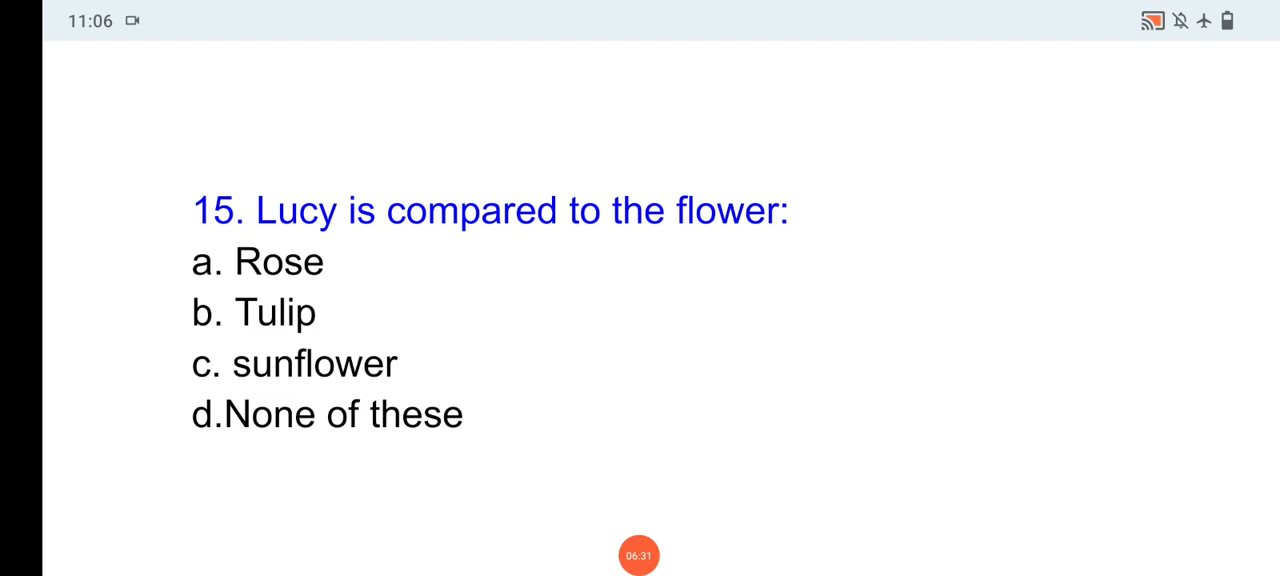 11:06
15. Lucy is compared to the flower:
a. Rose
b. Tulip
c. sunflower
d.None of these
06:31